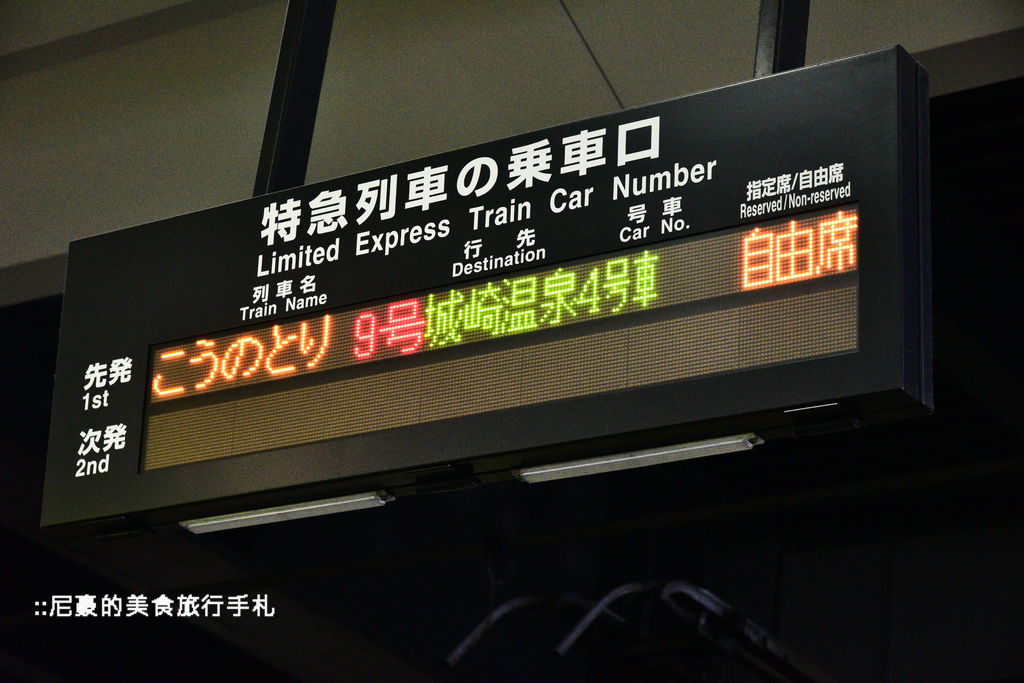 特急列車の乗車口
Limited Express Train Car Number
列車名
Train Name
行先
Destination
号車
Car No.
指定席/自由席
Reserved/Non-reserved
先発
1st
こうのとり 9号 城崎温泉 4号車 自由席
次発
2nd
::尼豪的美食旅行手札